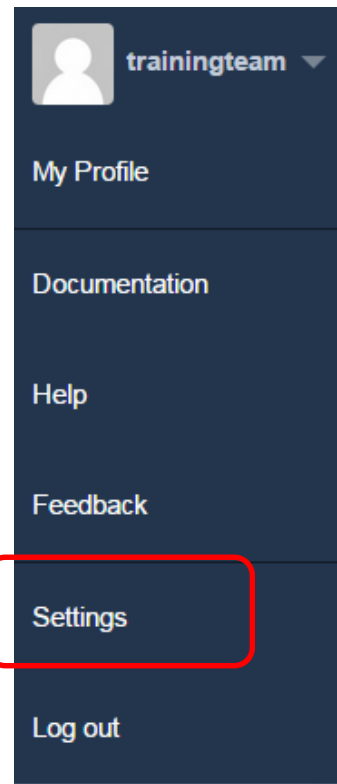 trainingteam
My Profile
Documentation
Help
Feedback
Settings
Log out